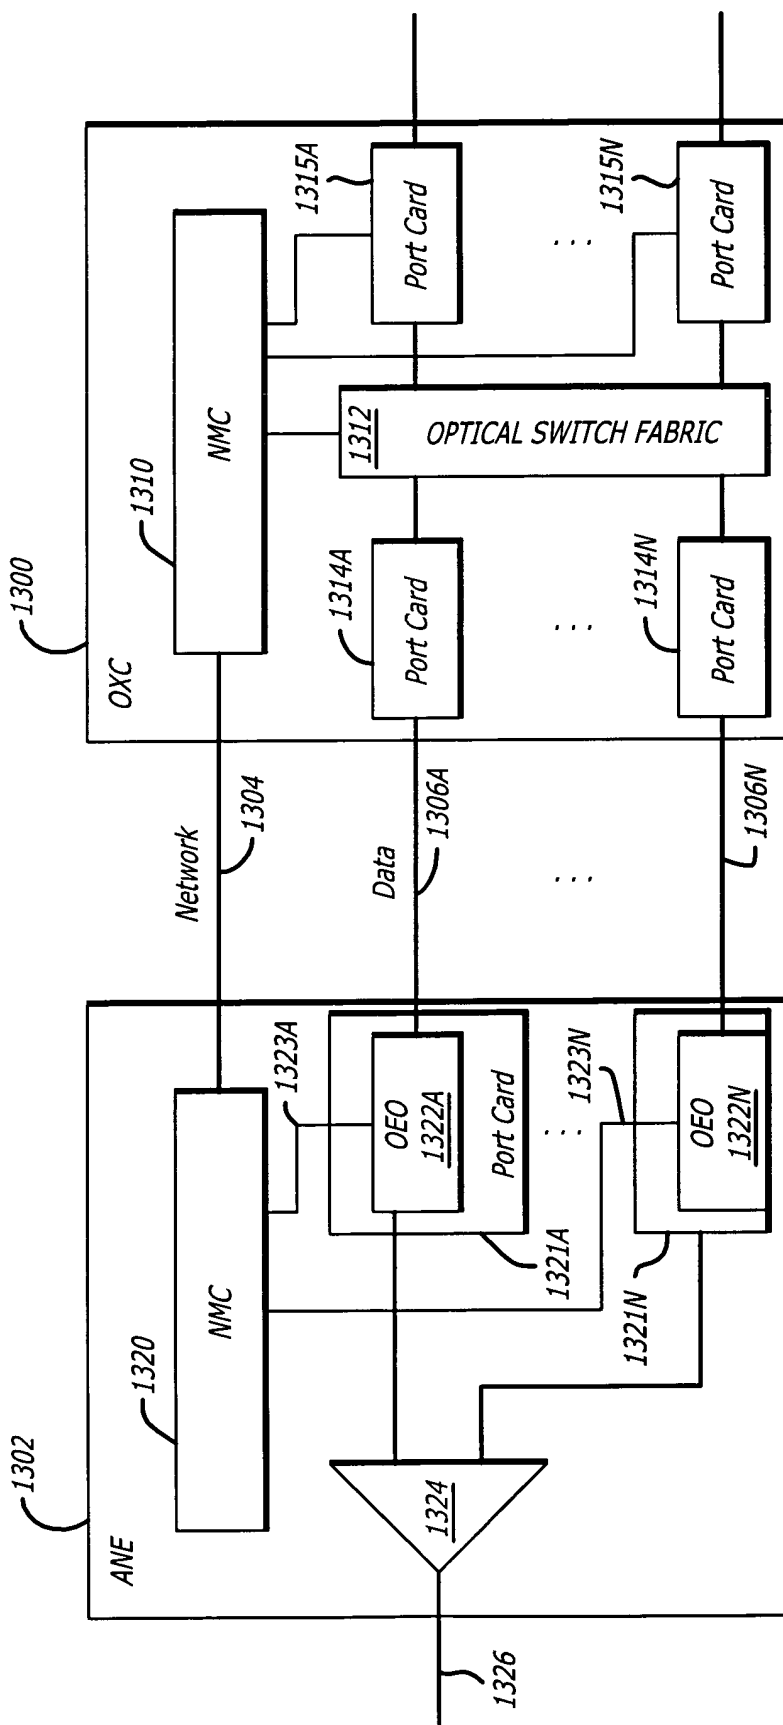 1302
ANE
1320
NMC
1323A
OEO
1322A
Port Card
1321A
. . .
1323N
OEO
1322N
1321N
1324
1326
Network
1304
Data
1306A
. . .
1306N
1300
OXC
1310
NMC
1314A
Port Card
. . .
1314N
Port Card
1312
OPTICAL SWITCH FABRIC
1315A
Port Card
. . .
1315N
Port Card